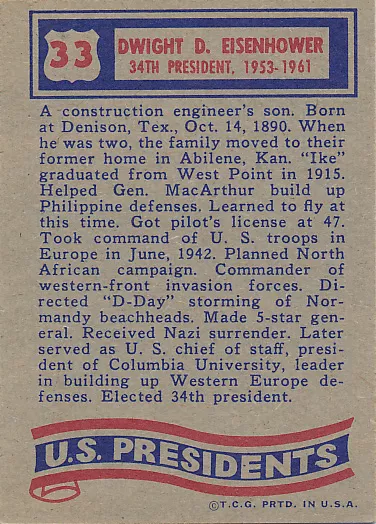 33
DWIGHT D. EISENHOWER
34TH PRESIDENT, 1953-1961
A construction engineer's son. Born
at Denison, Tex., Oct. 14, 1890. When
he was two, the family moved to their
former home in Abilene, Kan. "Ike"
graduated from West Point in 1915.
Helped Gen. MacArthur build up
Philippine defenses. Learned to fly at
this time. Got pilot's license at 47.
Took command of U. S. troops in
Europe in June, 1942. Planned North
African campaign. Commander of
western-front invasion forces. Di-
rected "D-Day" storming of Nor-
mandy beachheads. Made 5-star gen-
eral. Received Nazi surrender. Later
served as U. S. chief of staff, presi-
dent of Columbia University, leader
in building up Western Europe de-
fenses. Elected 34th president.
U.S. PRESIDENTS
©T.C.G. PRTD. IN U.S.A.